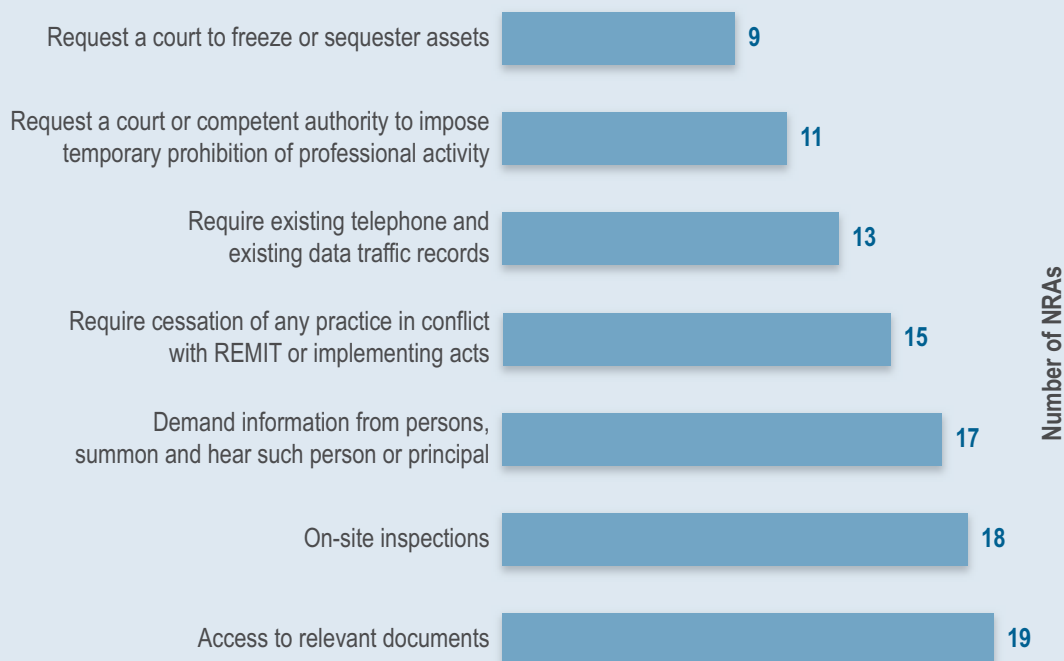 Request a court to freeze or sequester assets
9
Request a court or competent authority to impose
temporary prohibition of professional activity
11
Require existing telephone and
existing data traffic records
13
Require cessation of any practice in conflict
with REMIT or implementing acts
15
Demand information from persons,
summon and hear such person or principal
17
On-site inspections
18
Access to relevant documents
19
Number of NRAs